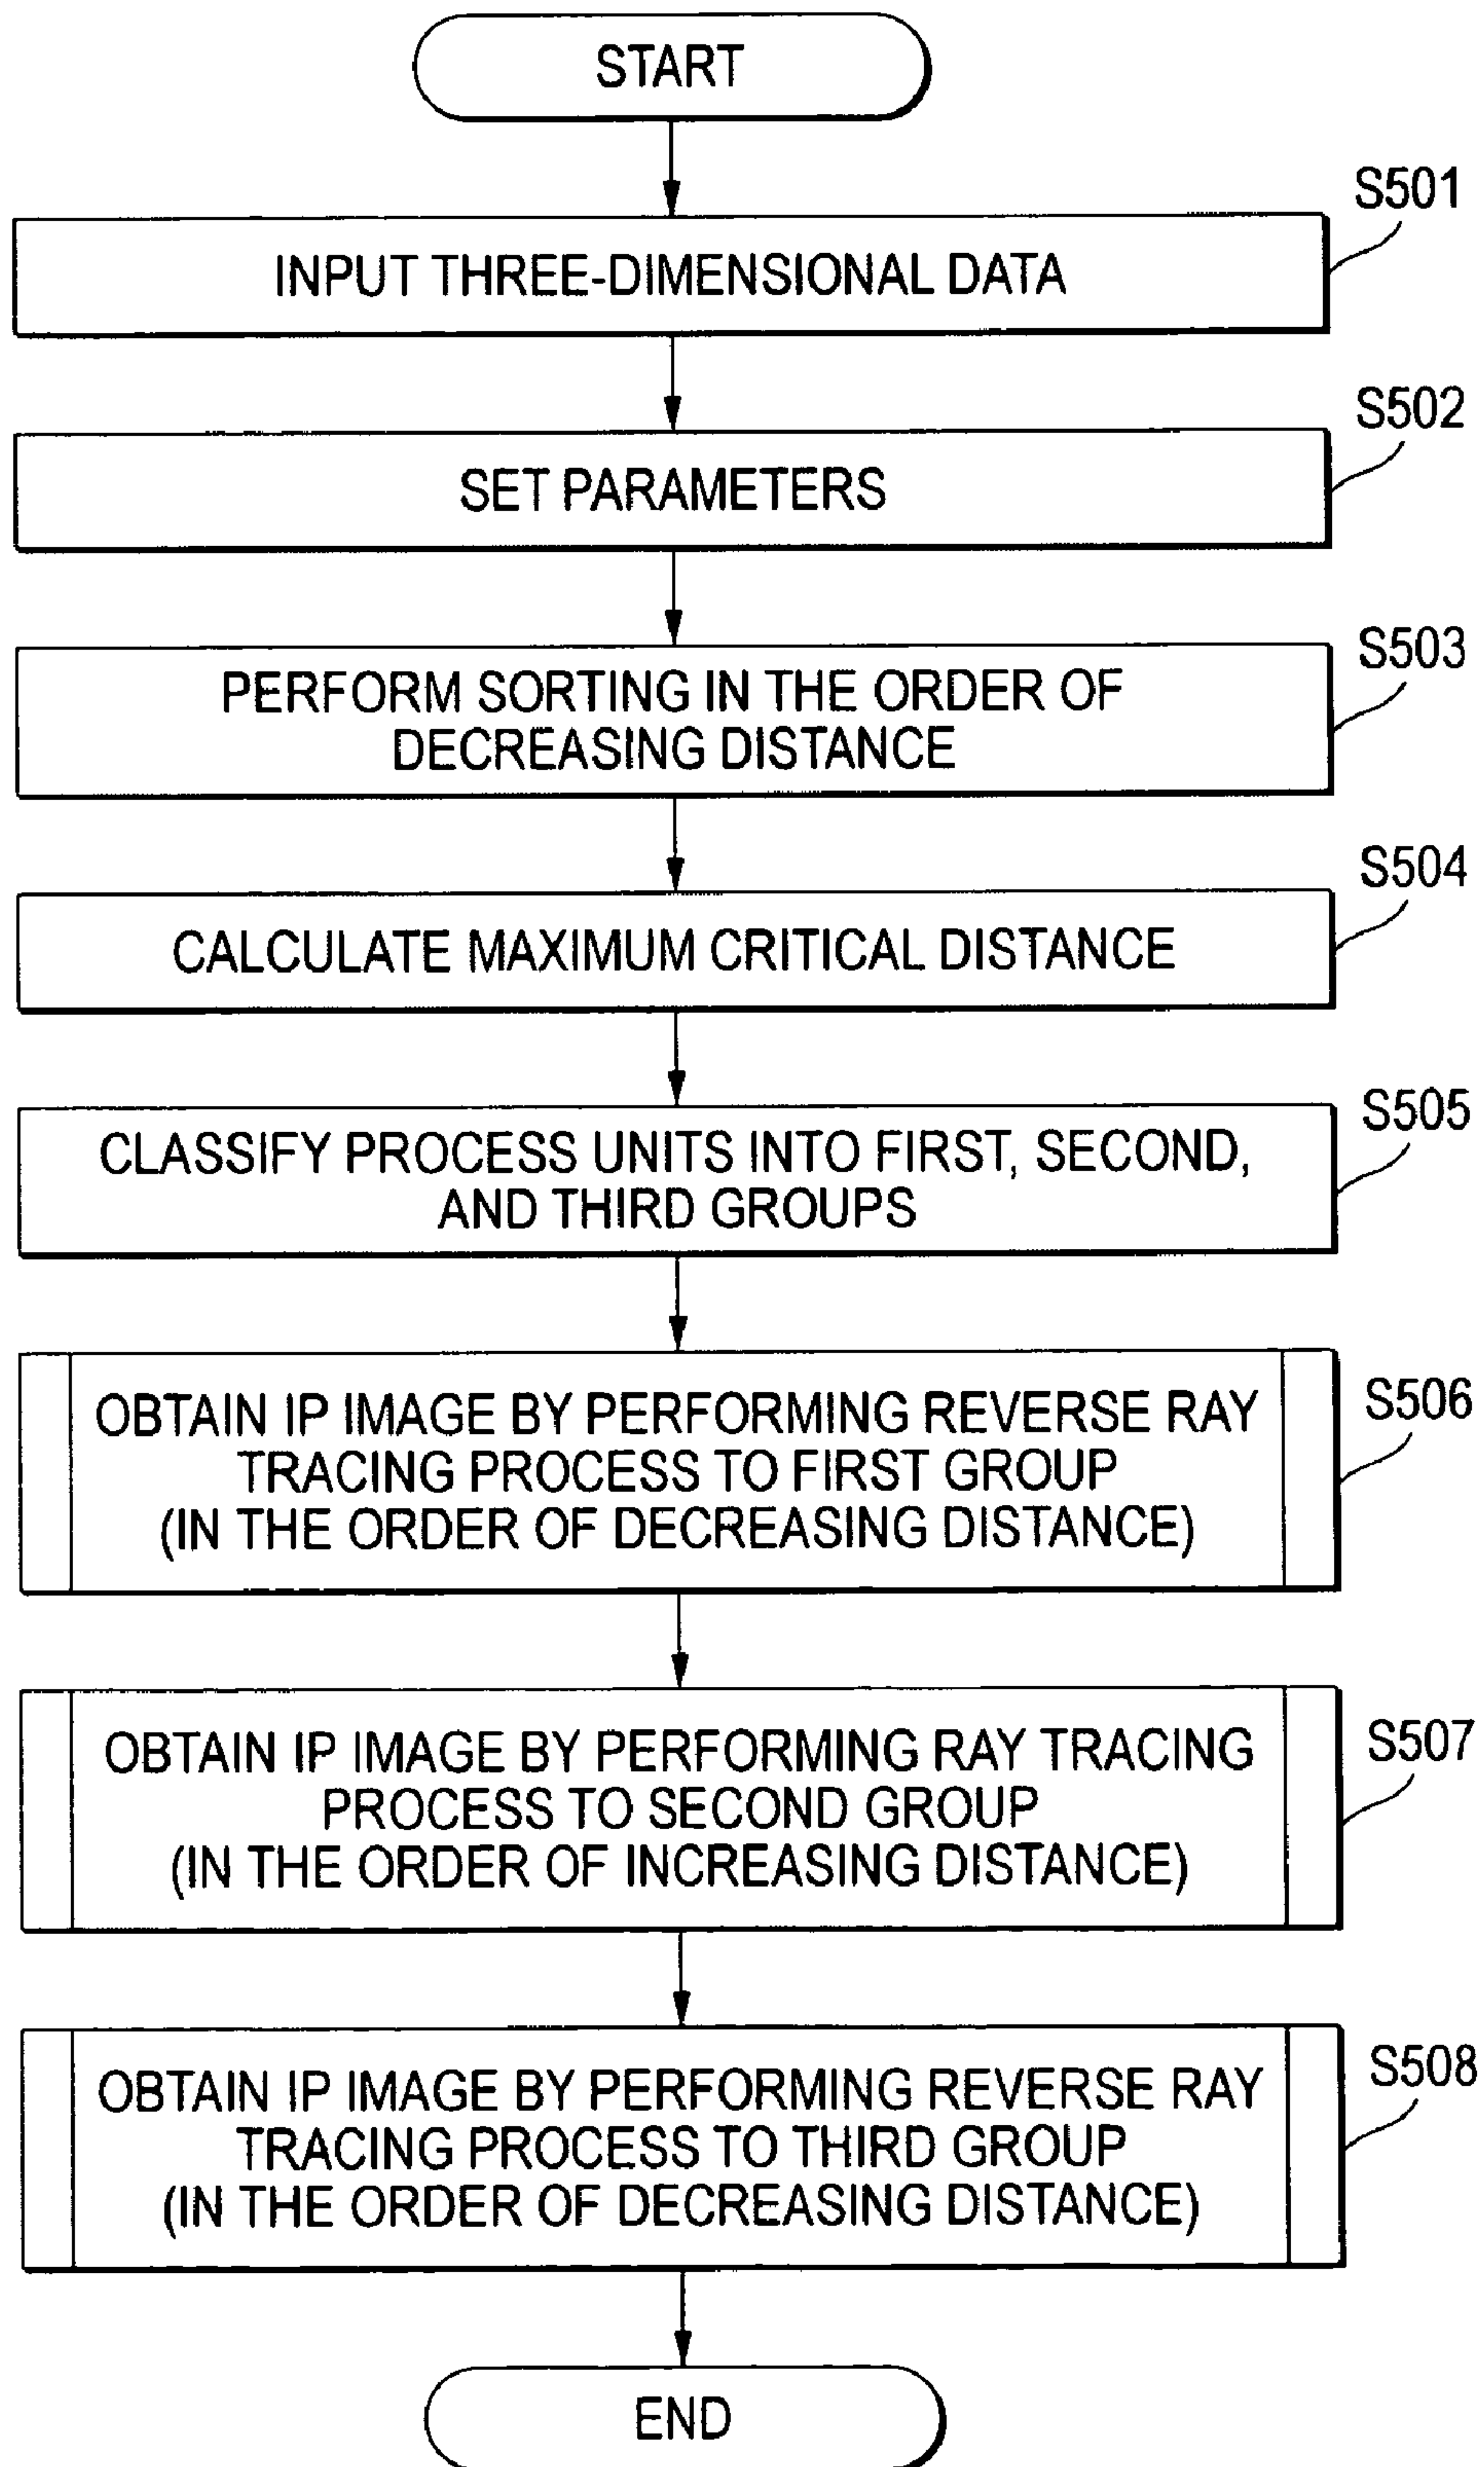 START
S501
INPUT THREE-DIMENSIONAL DATA
S502
SET PARAMETERS
S503
PERFORM SORTING IN THE ORDER OF
DECREASING DISTANCE
S504
CALCULATE MAXIMUM CRITICAL DISTANCE
S505
CLASSIFY PROCESS UNITS INTO FIRST, SECOND,
AND THIRD GROUPS
S506
OBTAIN IP IMAGE BY PERFORMING REVERSE RAY
TRACING PROCESS TO FIRST GROUP
(IN THE ORDER OF DECREASING DISTANCE)
S507
OBTAIN IP IMAGE BY PERFORMING RAY TRACING
PROCESS TO SECOND GROUP
(IN THE ORDER OF INCREASING DISTANCE)
S508
OBTAIN IP IMAGE BY PERFORMING REVERSE RAY
TRACING PROCESS TO THIRD GROUP
(IN THE ORDER OF DECREASING DISTANCE)
END